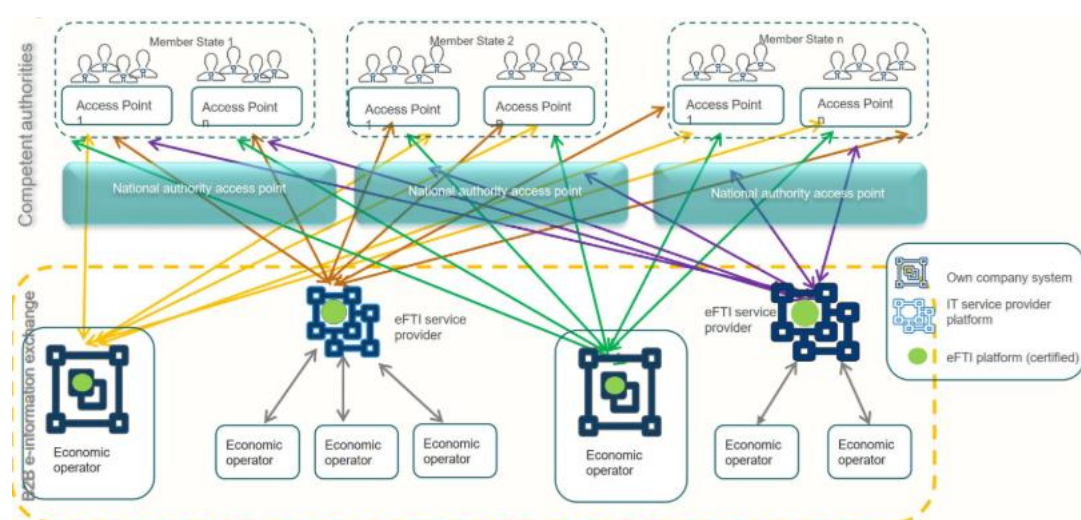 Competent authorities
Member State 1
Member State 2
Member State n
Access Point
1
Access Point
n
Access Point
1
Access Point
n
Access Point
1
Access Point
n
National authority access point
National authority access point
National authority access point
B2B e-information exchange
eFTI service
provider
eFTI service
provider
Own company system
IT service provider
platform
eFTI platform (certified)
Economic
operator
Economic
operator
Economic
operator
Economic
operator
Economic
operator
Economic
operator
Economic
operator